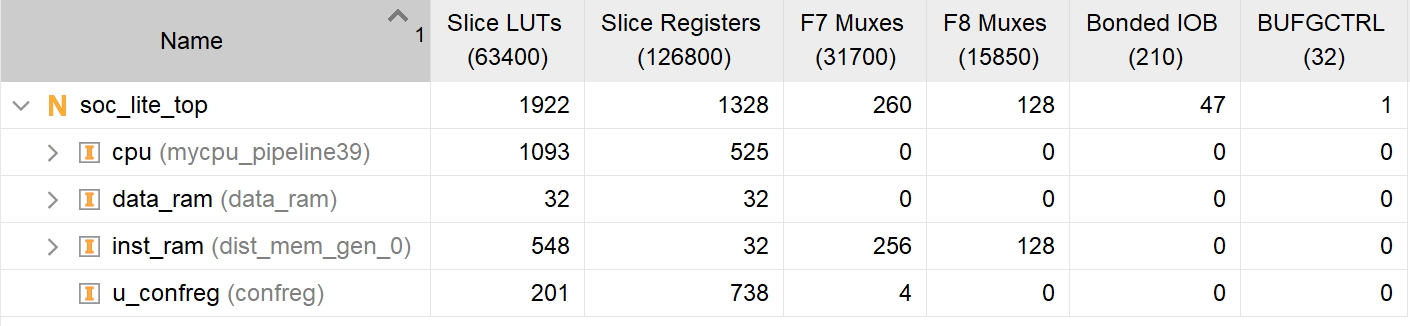 Name 1 Slice LUTs (63400) Slice Registers (126800) F7 Muxes (31700) F8 Muxes (15850) Bonded IOB (210) BUFGCTRL (32)
N soc_lite_top 1922 1328 260 128 47 1
I cpu (mycpu_pipeline39) 1093 525 0 0 0 0
I data_ram (data_ram) 32 32 0 0 0 0
I inst_ram (dist_mem_gen_0) 548 32 256 128 0 0
I u_confreg (confreg) 201 738 4 0 0 0